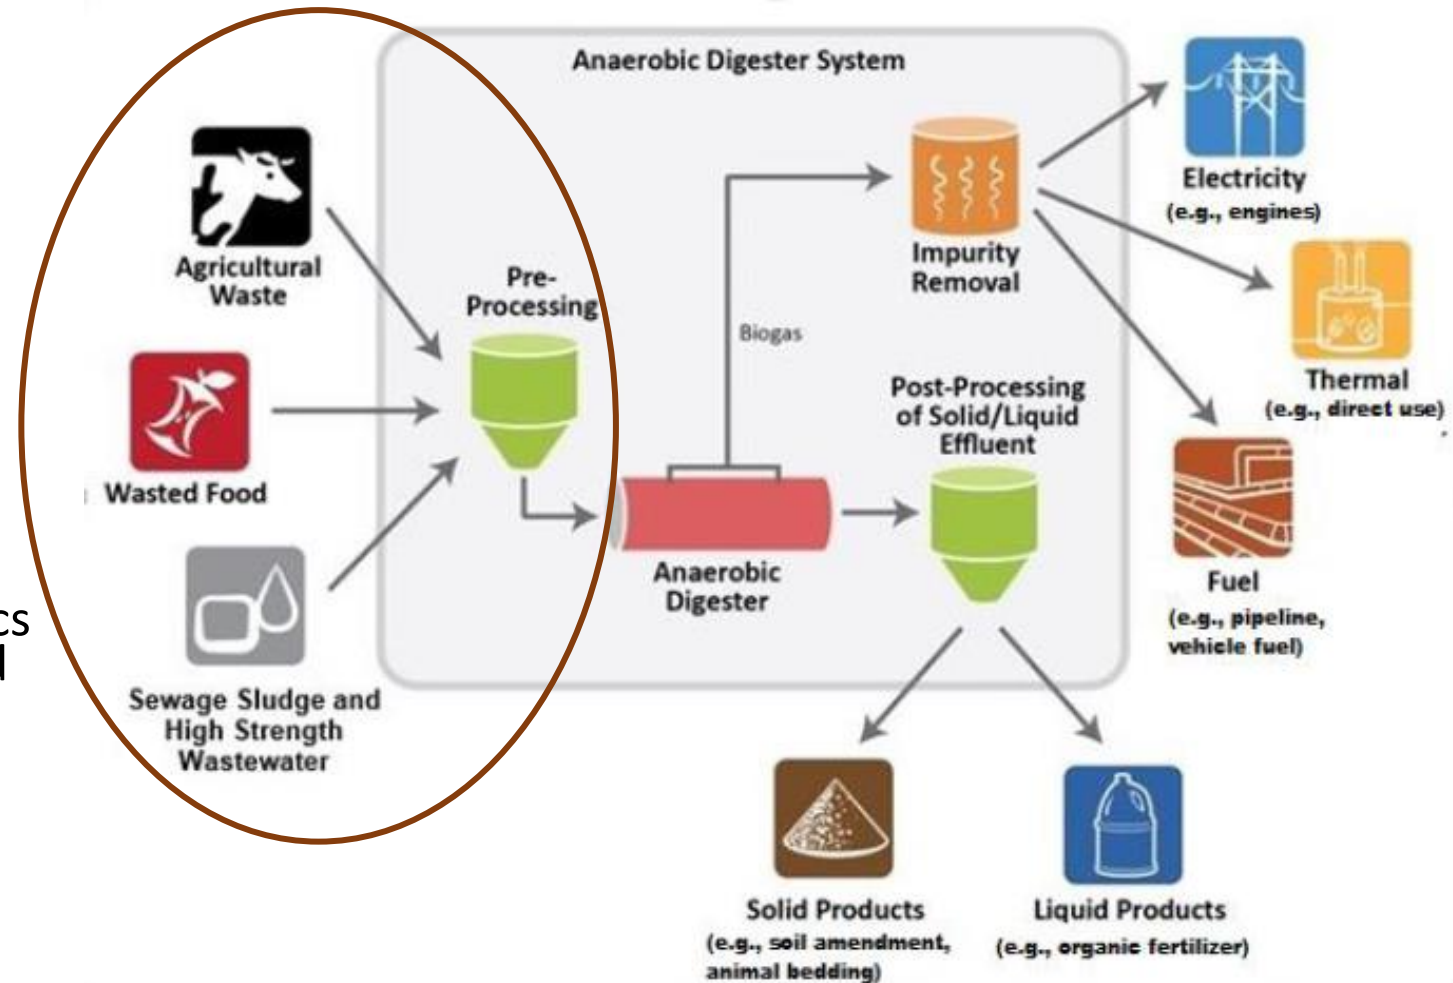 Anaerobic Digester System
Agricultural
Waste
Wasted Food
Sewage Sludge and
High Strength
Wastewater
cs
Pre-
Processing
Biogas
Anaerobic
Digester
Impurity
Removal
Post-Processing
of Solid/Liquid
Effluent
Electricity
(e.g., engines)
Thermal
(e.g., direct use)
Fuel
(e.g., pipeline,
vehicle fuel)
Solid Products
(e.g., soil amendment,
animal bedding)
Liquid Products
(e.g., organic fertilizer)